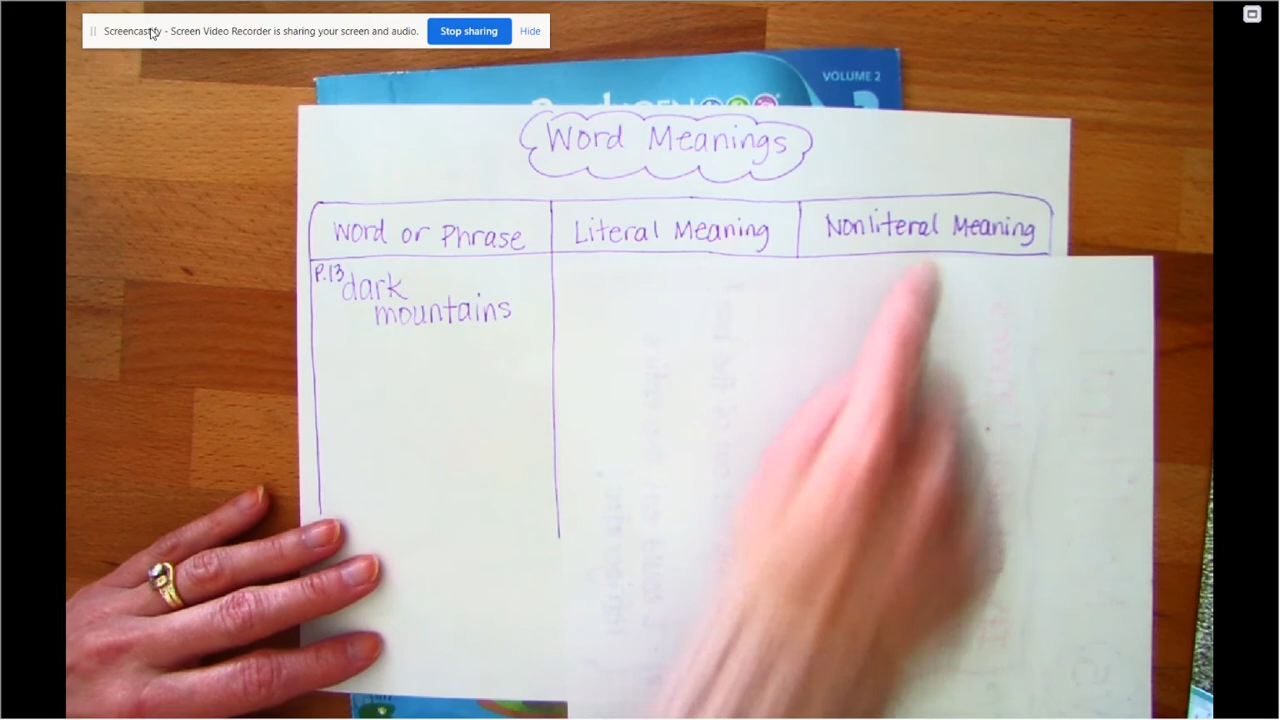 Screencastify - Screen Video Recorder is sharing your screen and audio.
Stop sharing
Hide
VOLUME 2
Word Meanings
Word or Phrase
Literal Meaning
Nonliteral Meaning
P.13 dark
mountains